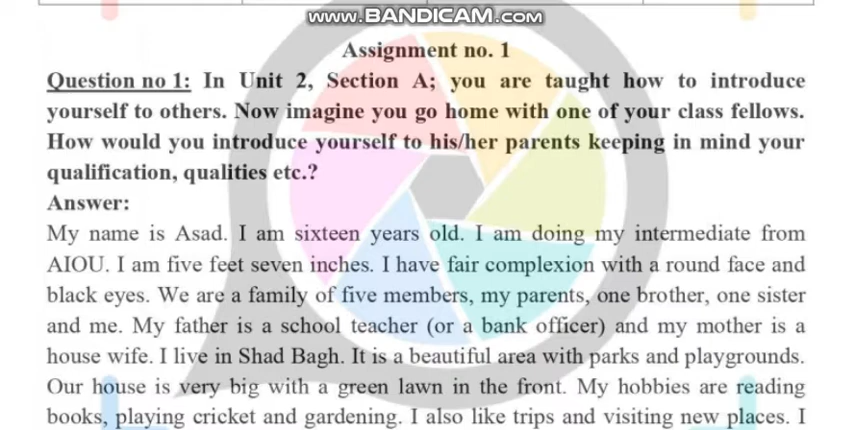 www.BANDICAM.com
Assignment no. 1
Question no 1: In Unit 2, Section A; you are taught how to introduce
yourself to others. Now imagine you go home with one of your class fellows.
How would you introduce yourself to his/her parents keeping in mind your
qualification, qualities etc.?
Answer:
My name is Asad. I am sixteen years old. I am doing my intermediate from
AIOU. I am five feet seven inches. I have fair complexion with a round face and
black eyes. We are a family of five members, my parents, one brother, one sister
and me. My father is a school teacher (or a bank officer) and my mother is a
house wife. I live in Shad Bagh. It is a beautiful area with parks and playgrounds.
Our house is very big with a green lawn in the front. My hobbies are reading
books, playing cricket and gardening. I also like trips and visiting new places. I